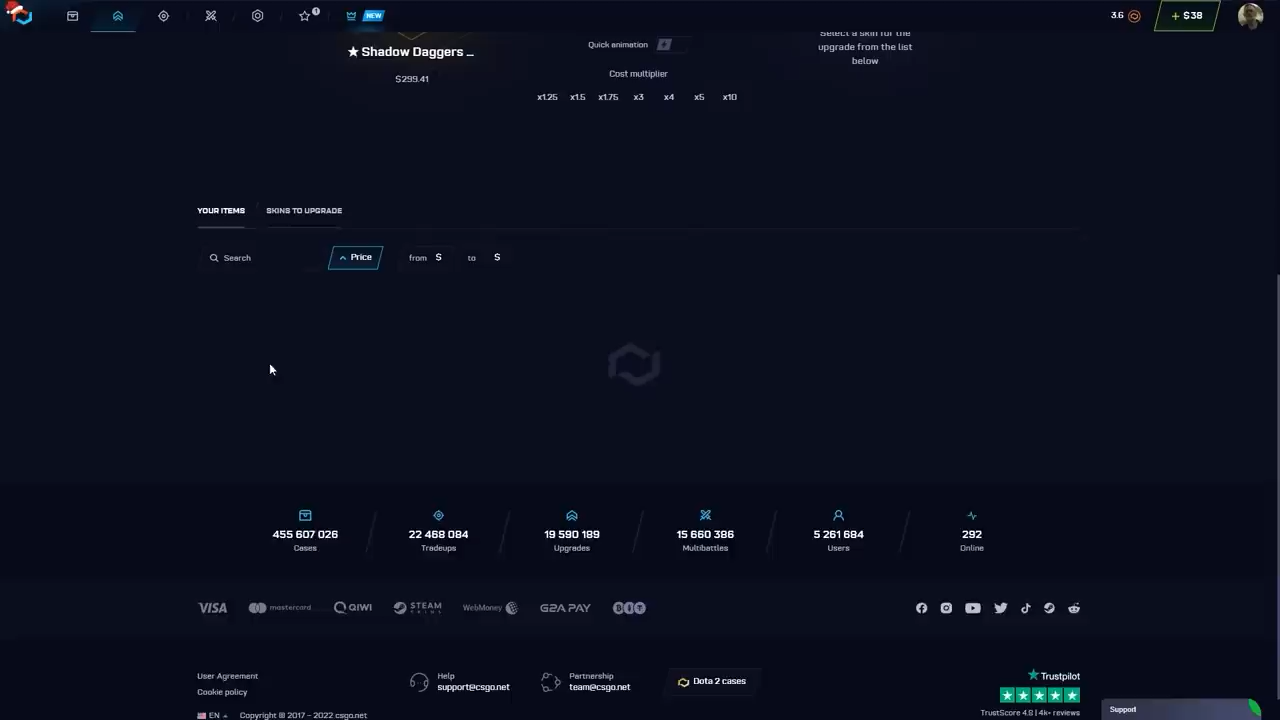 1
NEW
3.6
+ $38
★ Shadow Daggers ...
$299.41
Quick animation
Cost multiplier
x1.25 x1.5 x1.75 x3 x4 x5 x10
Select a skin for the
upgrade from the list
below
YOUR ITEMS
SKINS TO UPGRADE
Search
Price
from $
to $
455 607 026
Cases
22 468 084
Tradeups
19 590 189
Upgrades
15 660 386
Multibattles
5 261 684
Users
292
Online
VISA
mastercard
QIWI
STEAM
SKINS
WebMoney
G2A PAY
BIT
User Agreement
Cookie policy
EN
Copyright © 2017 - 2022 csgo.net
Help
support@csgo.net
Partnership
team@csgo.net
Dota 2 cases
Trustpilot
TrustScore 4.8 | 4k+ reviews
Support